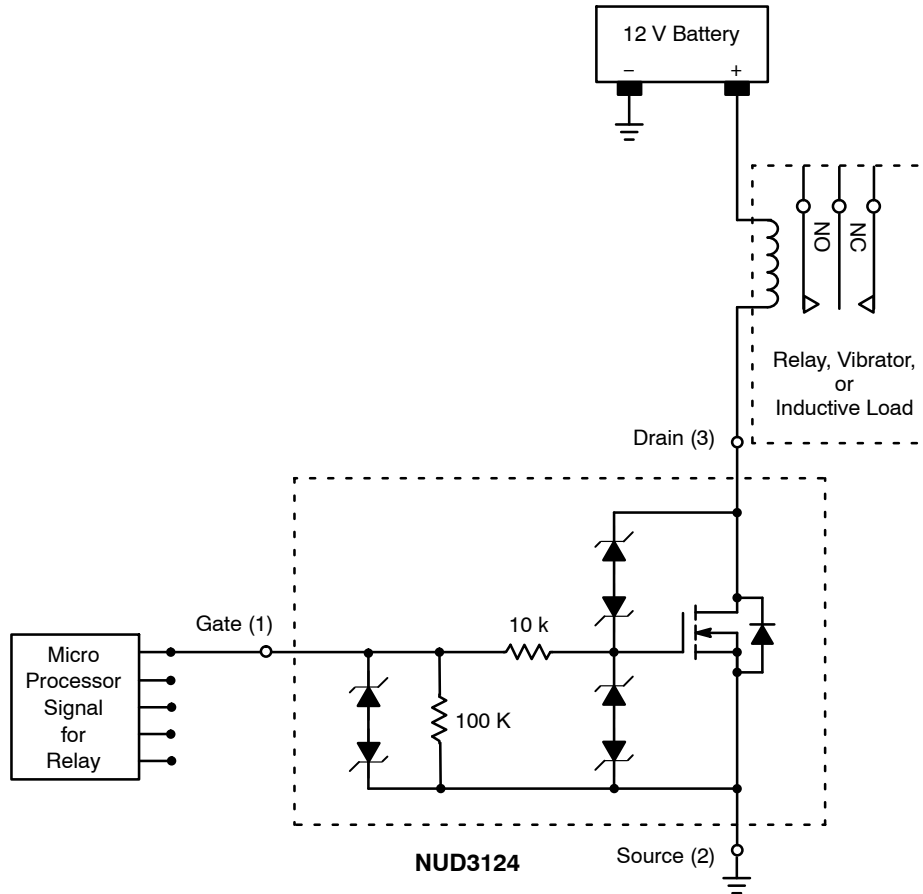 12 V Battery
– +
NO
NC
Relay, Vibrator,
or
Inductive Load
Drain (3)
Gate (1)
10 k
Micro
Processor
Signal
for
Relay
100 K
Source (2)
NUD3124